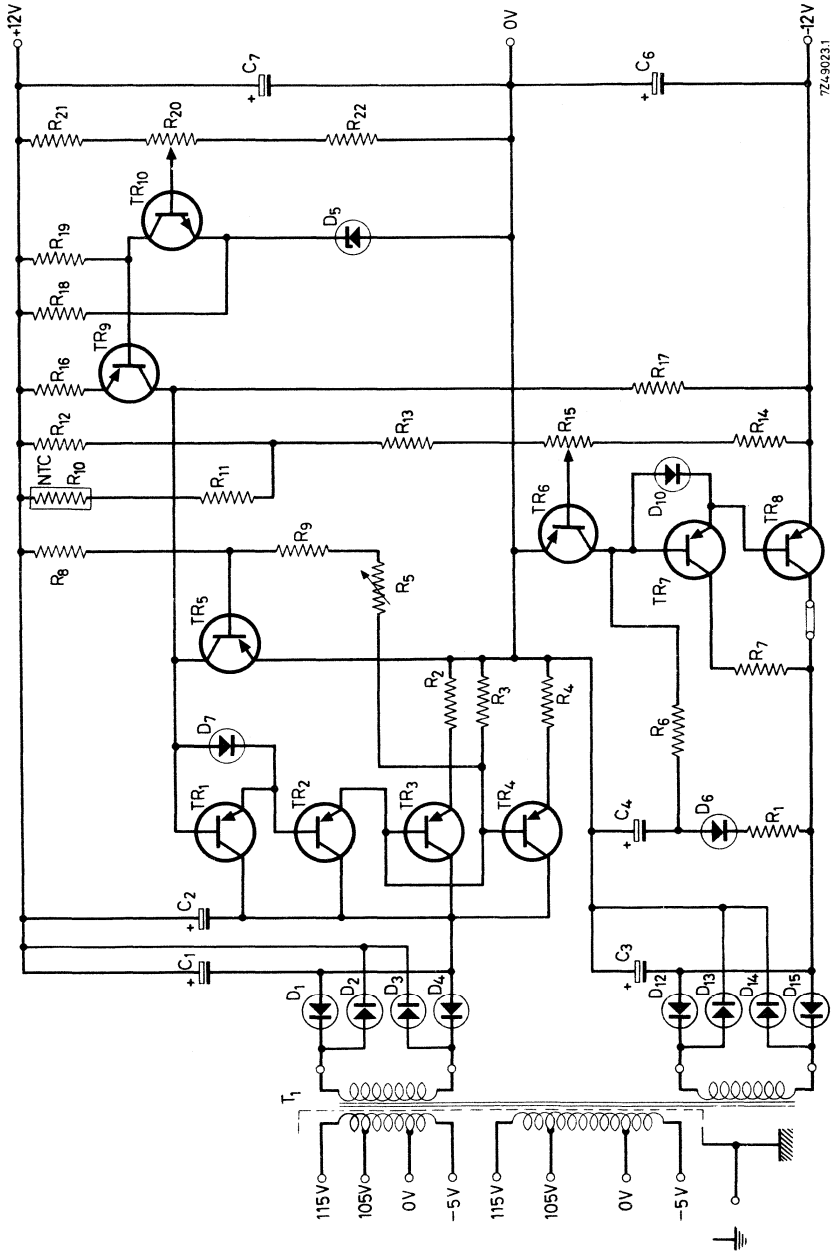 +12V
0V
-12V
7Z49023.1
C7
C6
R21
R20
R22
TR10
D5
R19
R18
TR9
R16
R17
R12
R13
R15
R14
NTC
R10
R11
TR6
D10
TR8
TR7
R8
R9
R5
TR5
R2
R3
R4
R7
R6
D7
TR1
TR2
TR3
TR4
C4
D6
R1
+
+
C2
+
C1
+
C3
+
+
+
D1
D2
D3
D4
D12
D13
D14
D15
T1
115V
105V
0V
-5V
115V
105V
0V
-5V